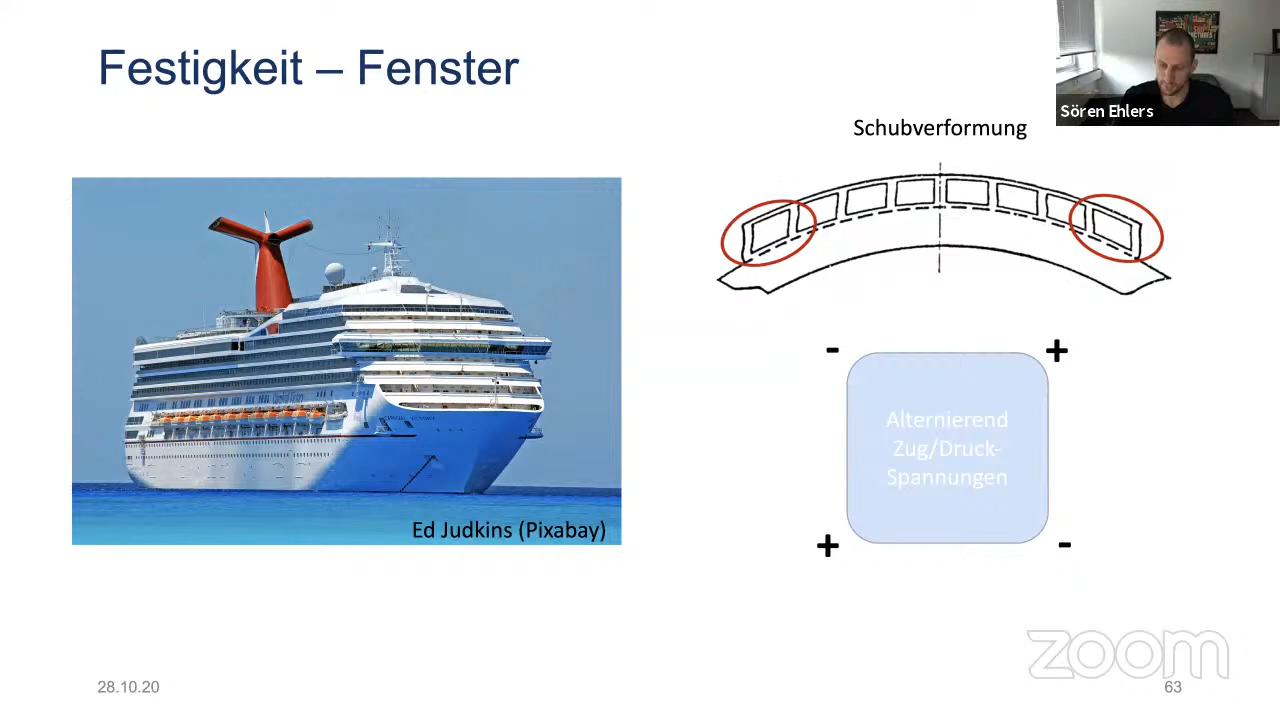 Festigkeit – Fenster
Sören Ehlers
Schubverformung
- +
Alternierend
Zug/Druck-
Spannungen
+ -
Ed Judkins (Pixabay)
zoom
28.10.20
63